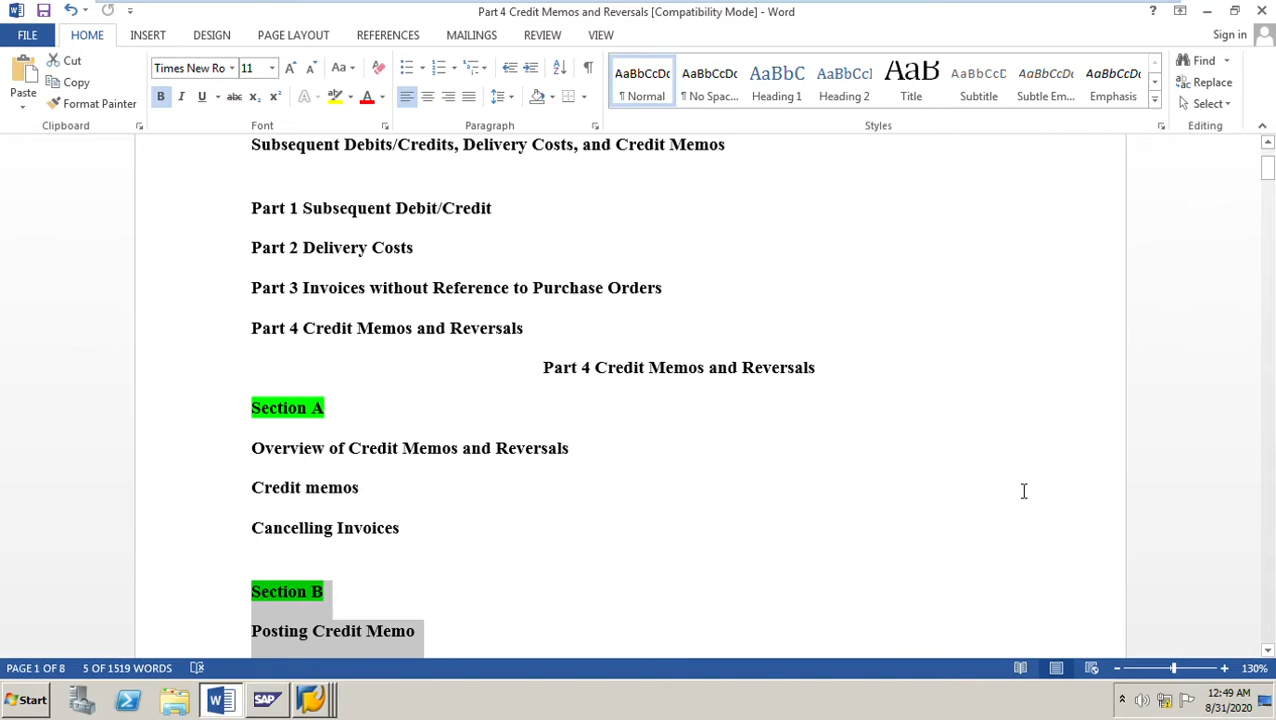 Part 4 Credit Memos and Reversals [Compatibility Mode] - Word
?
FILE HOME INSERT DESIGN PAGE LAYOUT REFERENCES MAILINGS REVIEW VIEW Sign in
Paste
Cut
Copy
Format Painter
Times New Ro 11
AaBbCcDc AaBbCcDc AaBbC AaBbCc AaB AaBbCcD AaBbCcDc AaBbCcDc
¶ Normal ¶ No Spac... Heading 1 Heading 2 Title Subtitle Subtle Em... Emphasis
Find
Replace
Select
Clipboard Font Paragraph Styles Editing
Subsequent Debits/Credits, Delivery Costs, and Credit Memos
Part 1 Subsequent Debit/Credit
Part 2 Delivery Costs
Part 3 Invoices without Reference to Purchase Orders
Part 4 Credit Memos and Reversals
Part 4 Credit Memos and Reversals
Section A
Overview of Credit Memos and Reversals
Credit memos
Cancelling Invoices
Section B
Posting Credit Memo
PAGE 1 OF 8 5 OF 1519 WORDS 130%
Start SAP 12:49 AM
8/31/2020